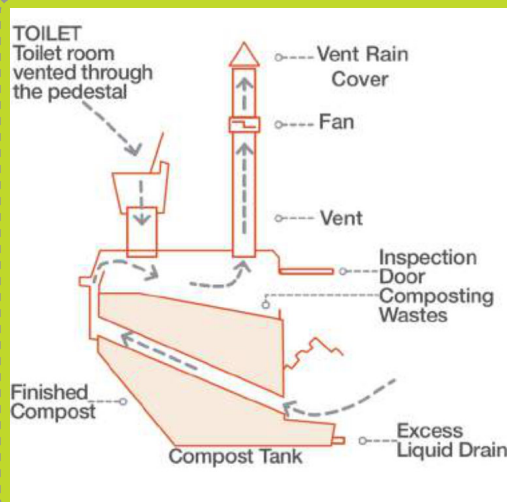 TOILET
Toilet room
vented through
the pedestal
Vent Rain
Cover
Fan
Vent
Inspection
Door
Composting
Wastes
Finished
Compost
Excess
Liquid Drain
Compost Tank